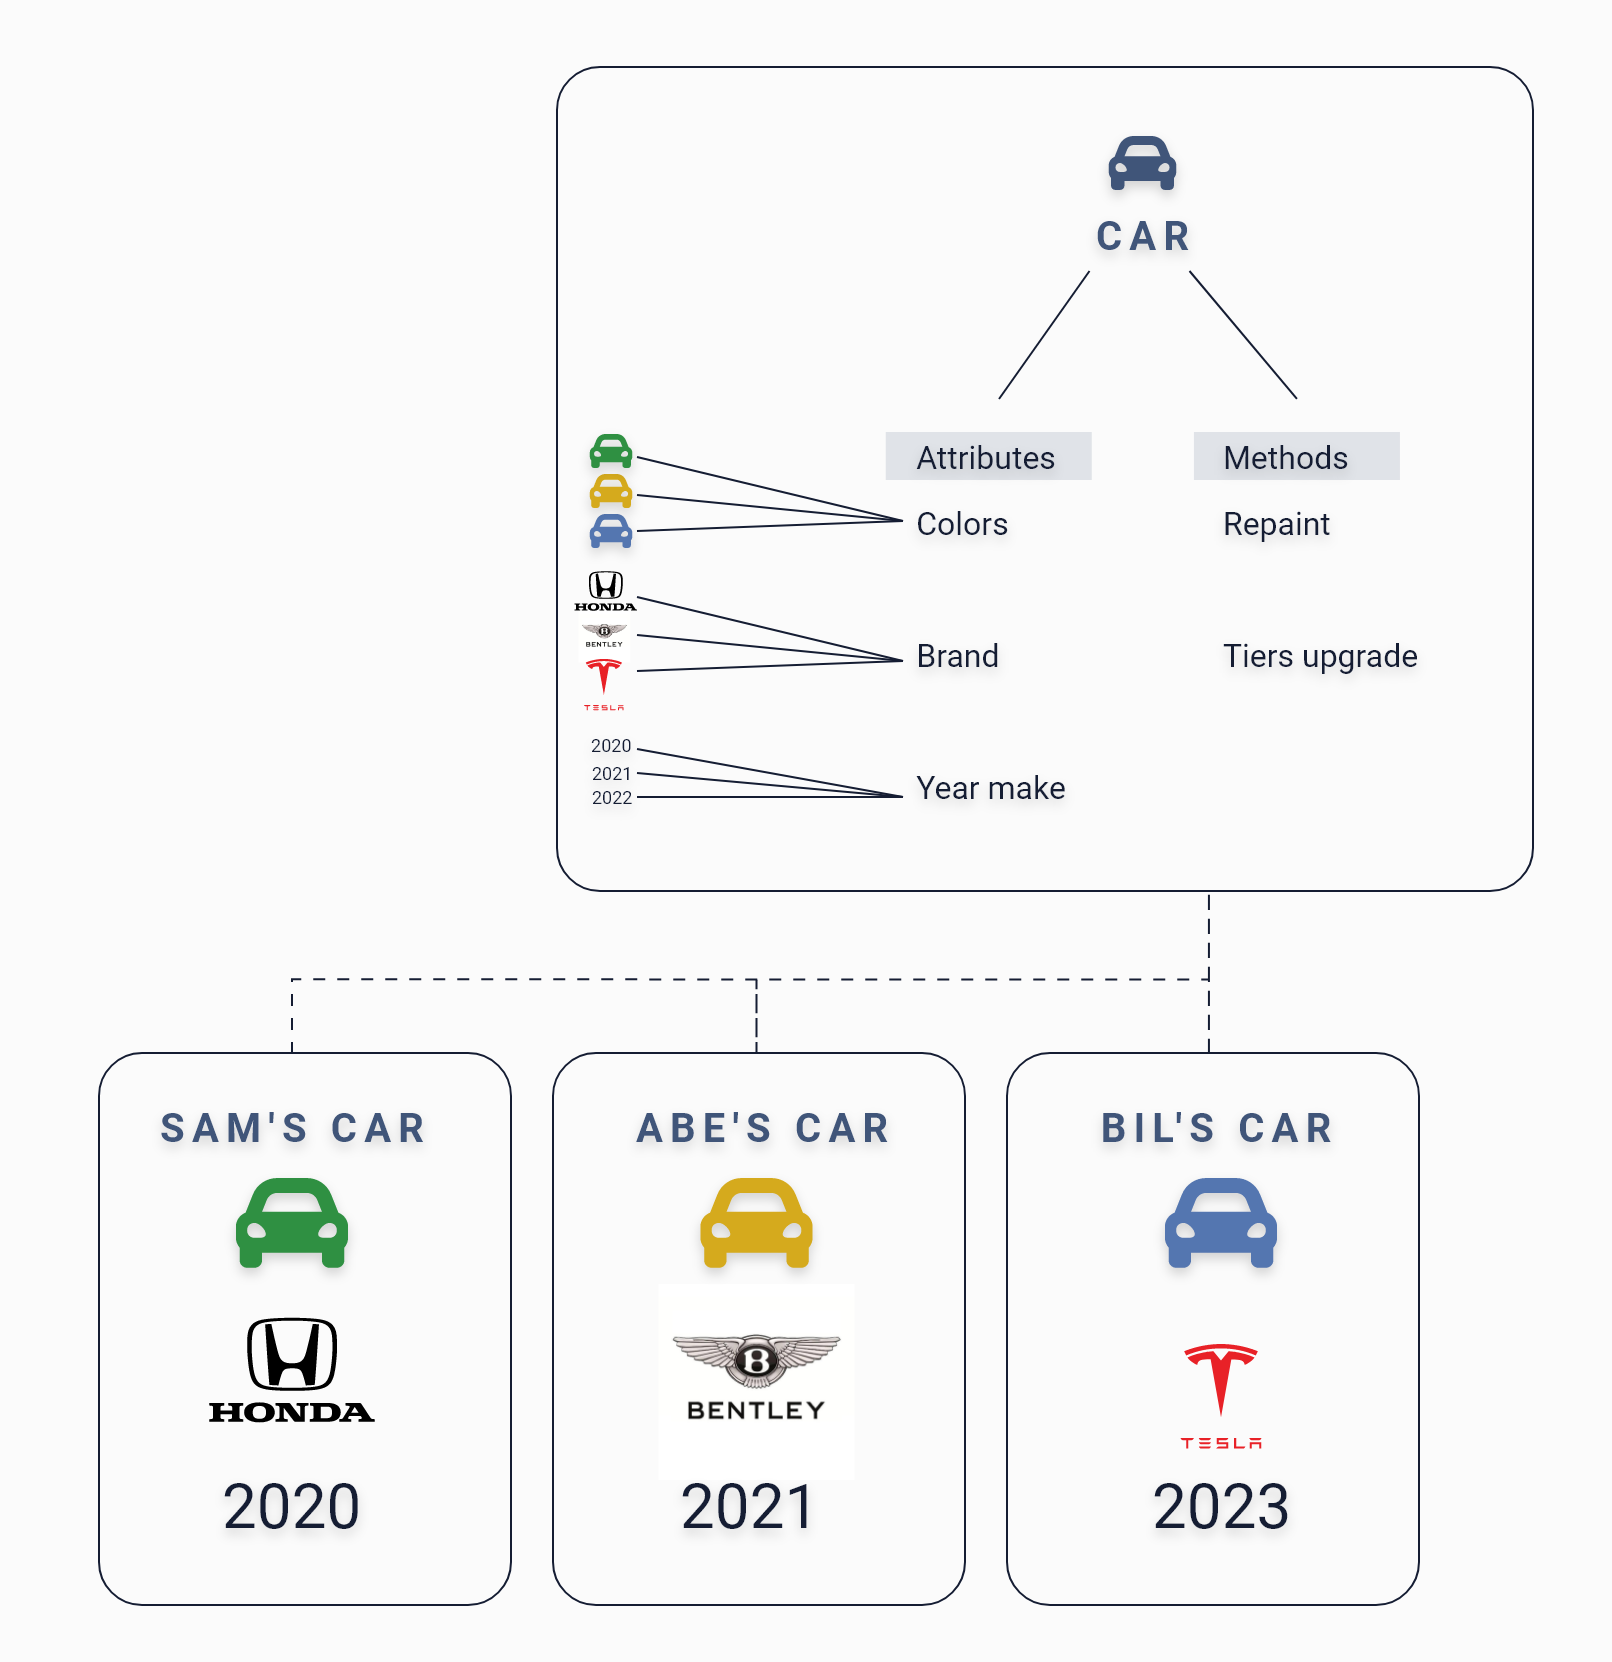 CAR
Attributes
Methods
Colors
Repaint
HONDA
BENTLEY
TESLA
Brand
Tiers upgrade
2020
2021
2022
Year make
SAM'S CAR
HONDA
2020
ABE'S CAR
B
BENTLEY
2021
BIL'S CAR
TESLA
2023